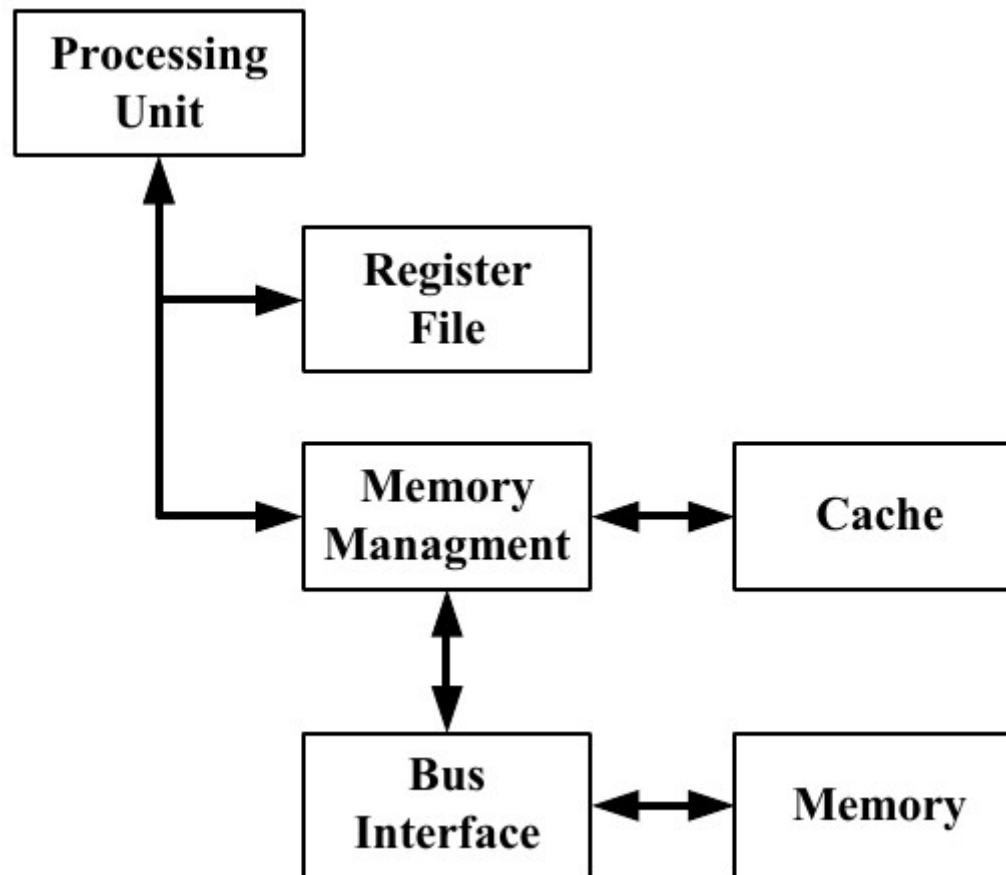 Processing
Unit
Register
File
Memory
Managment
Cache
Bus
Interface
Memory